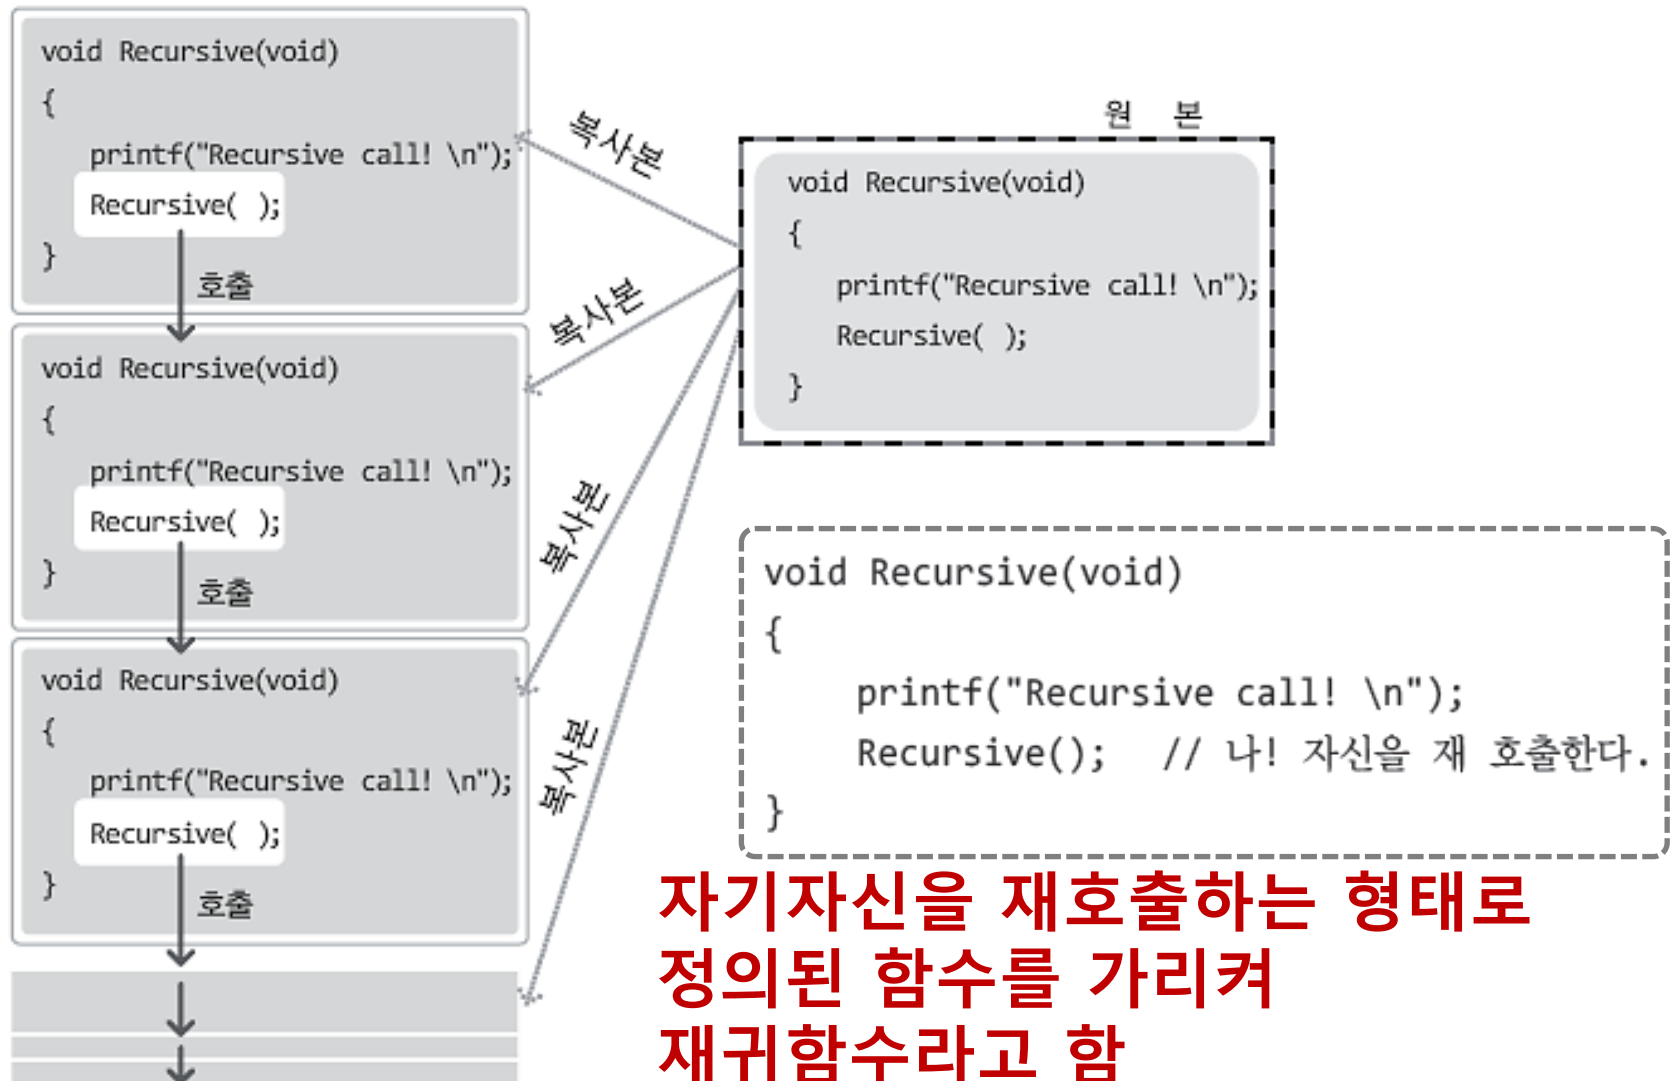 void Recursive(void)
{
printf("Recursive call! \n");
Recursive( );
}
호출
void Recursive(void)
{
printf("Recursive call! \n");
Recursive( );
}
호출
void Recursive(void)
{
printf("Recursive call! \n");
Recursive( );
}
호출
복사본
복사본
복사본
복사본
원 본
void Recursive(void)
{
printf("Recursive call! \n");
Recursive( );
}
void Recursive(void)
{
printf("Recursive call! \n");
Recursive(); // 나! 자신을 재 호출한다.
}
자기자신을 재호출하는 형태로
정의된 함수를 가리켜
재귀함수라고 함